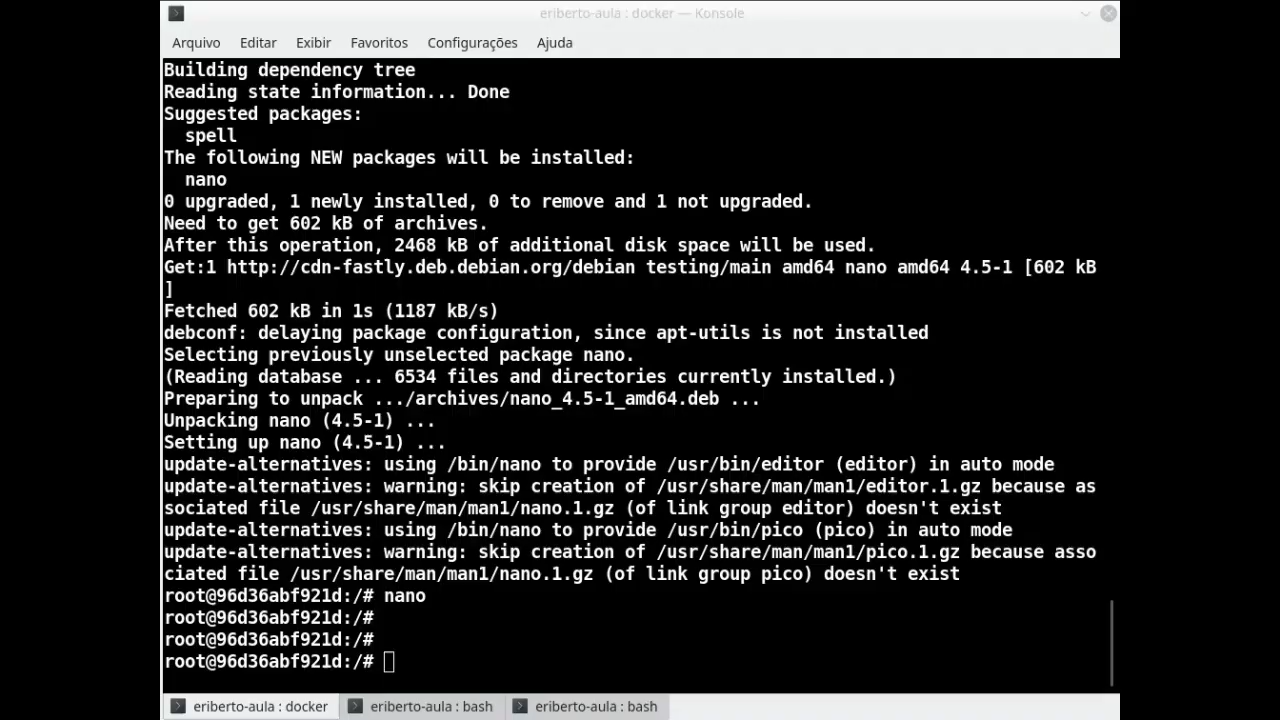 eriberto-aula : docker — Konsole
Arquivo Editar Exibir Favoritos Configurações Ajuda
Building dependency tree
Reading state information... Done
Suggested packages:
  spell
The following NEW packages will be installed:
  nano
0 upgraded, 1 newly installed, 0 to remove and 1 not upgraded.
Need to get 602 kB of archives.
After this operation, 2468 kB of additional disk space will be used.
Get:1 http://cdn-fastly.deb.debian.org/debian testing/main amd64 nano amd64 4.5-1 [602 kB
]
Fetched 602 kB in 1s (1187 kB/s)
debconf: delaying package configuration, since apt-utils is not installed
Selecting previously unselected package nano.
(Reading database ... 6534 files and directories currently installed.)
Preparing to unpack .../archives/nano_4.5-1_amd64.deb ...
Unpacking nano (4.5-1) ...
Setting up nano (4.5-1) ...
update-alternatives: using /bin/nano to provide /usr/bin/editor (editor) in auto mode
update-alternatives: warning: skip creation of /usr/share/man/man1/editor.1.gz because as
sociated file /usr/share/man/man1/nano.1.gz (of link group editor) doesn't exist
update-alternatives: using /bin/nano to provide /usr/bin/pico (pico) in auto mode
update-alternatives: warning: skip creation of /usr/share/man/man1/pico.1.gz because asso
ciated file /usr/share/man/man1/nano.1.gz (of link group pico) doesn't exist
root@96d36abf921d:/# nano
root@96d36abf921d:/#
root@96d36abf921d:/#
root@96d36abf921d:/#
eriberto-aula : docker eriberto-aula : bash eriberto-aula : bash